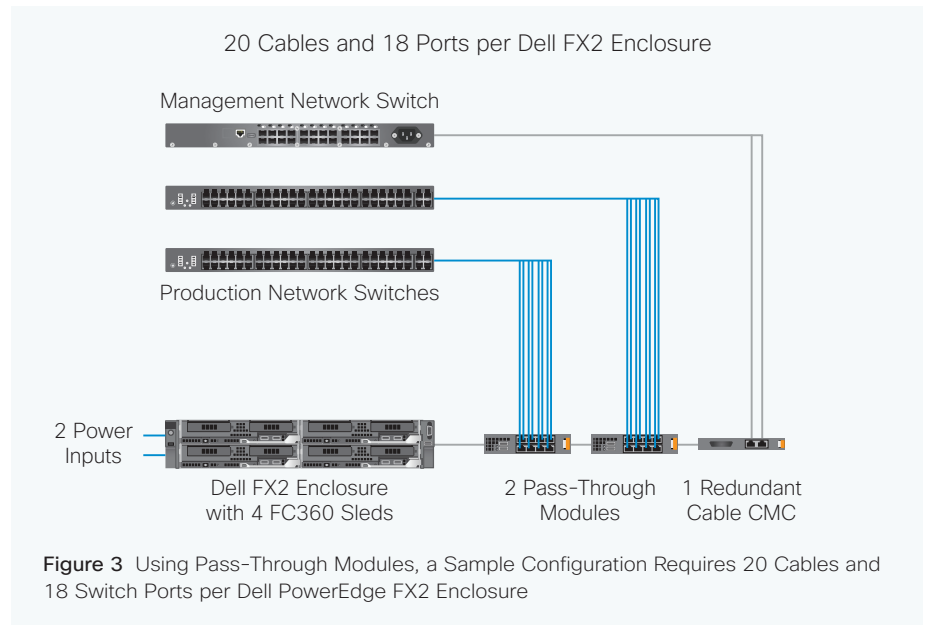 20 Cables and 18 Ports per Dell FX2 Enclosure
Management Network Switch
Production Network Switches
2 Power
Inputs
Dell FX2 Enclosure
with 4 FC360 Sleds
2 Pass-Through
Modules
1 Redundant
Cable CMC
Figure 3 Using Pass-Through Modules, a Sample Configuration Requires 20 Cables and
18 Switch Ports per Dell PowerEdge FX2 Enclosure